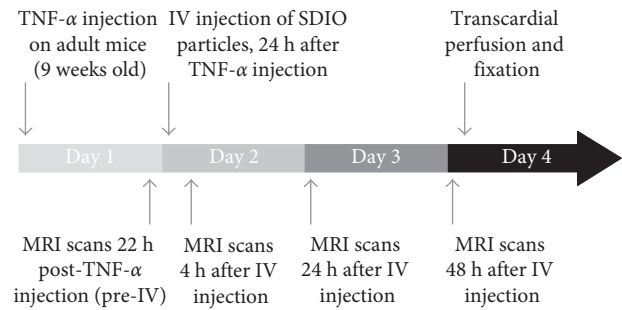 TNF-α injection
on adult mice
(9 weeks old)
IV injection of SDIO
particles, 24 h after
TNF-α injection
Transcardial
perfusion and
fixation
Day 1
Day 2
Day 3
Day 4
MRI scans 22 h
post-TNF-α
injection (pre-IV)
MRI scans
4 h after IV
injection
MRI scans
24 h after IV
injection
MRI scans
48 h after IV
injection